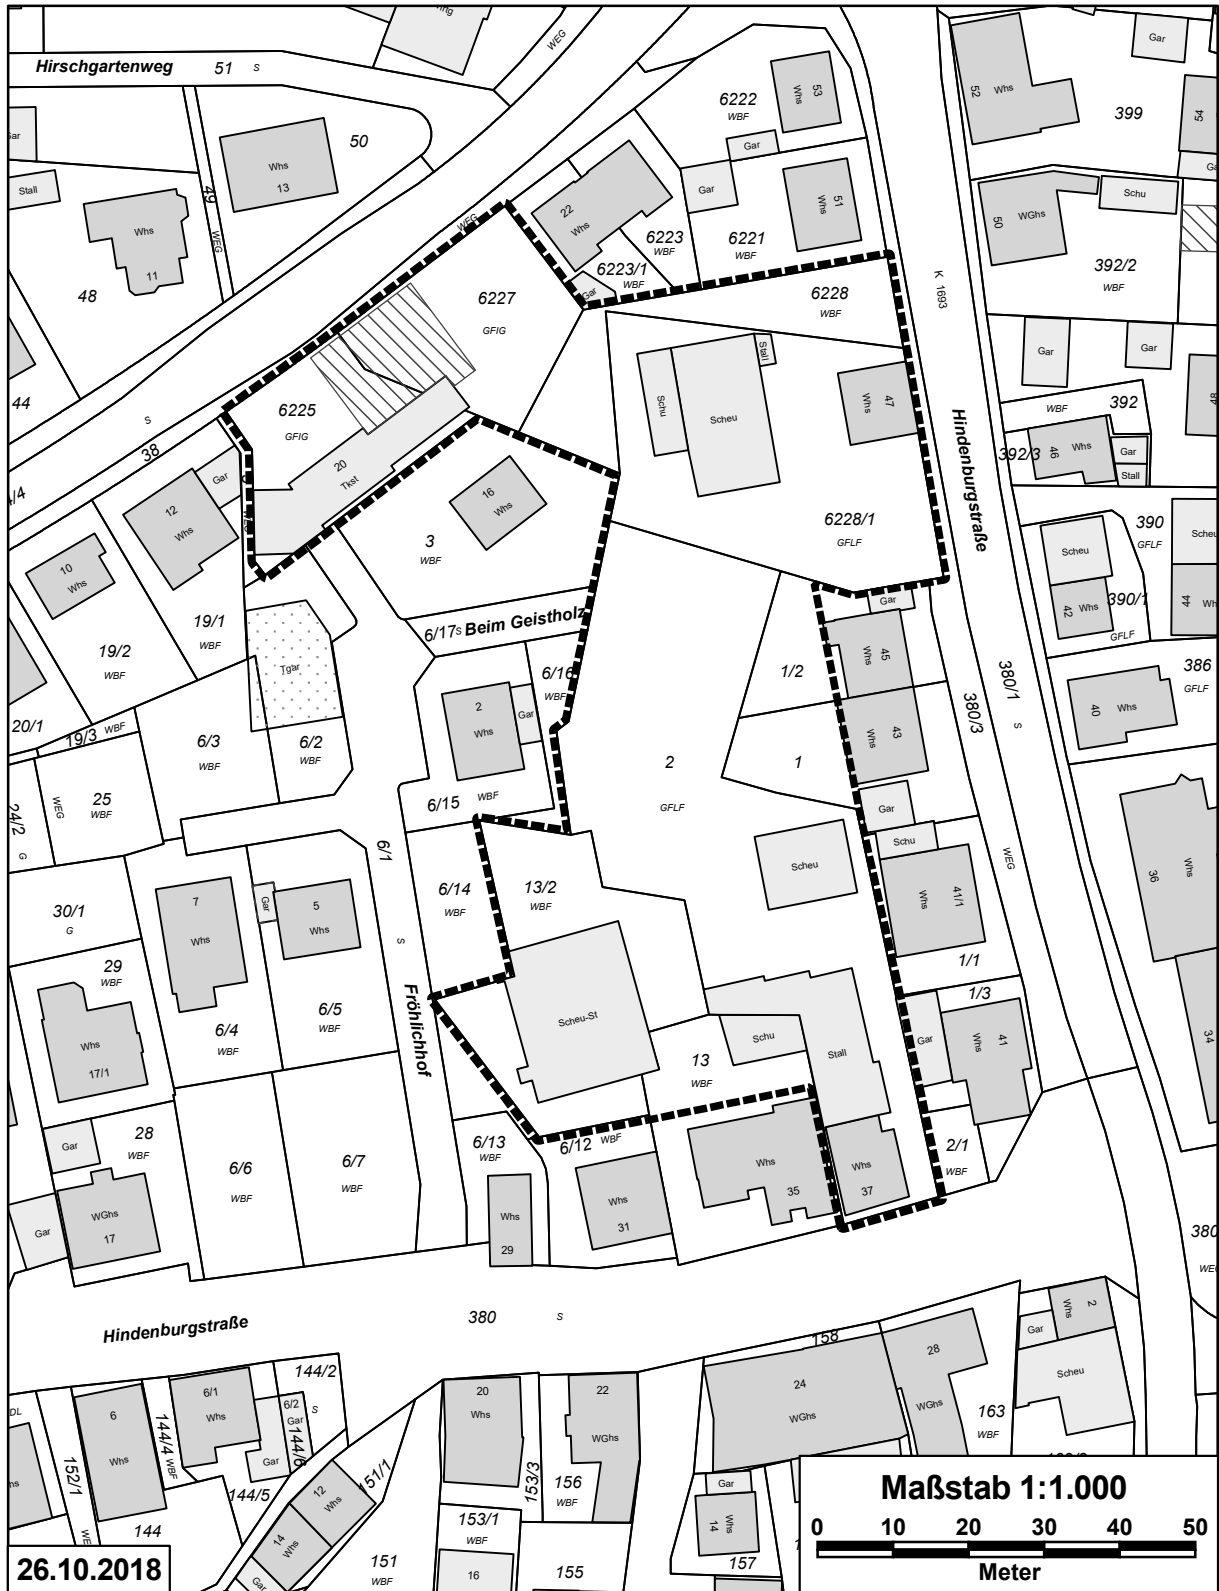 Hirschgartenweg 51 S
WEG
Gar
Stall
Whs 13
50
49
WEG
Whs 11
48
44
S
38
WEG
6222
WBF
Whs 53
Gar
Whs 51
Gar
6221
WBF
6223
WBF
6223/1
WBF
22 Whs
Gar
6228
WBF
6227
GFlG
6225
GFlG
20
Tkst
52 Whs
Gar
399
54
50 WGhs
Schu
392/2
WBF
K 1693
Gar
Gar
48
WBF
392
392/3
46 Whs
Gar
Stall
Schu
Scheu
Stall
Whs 47
Hindenburgstraße
6228/1
GFLF
16
Whs
3
WBF
12
Whs
Gar
10
Whs
19/2
WBF
19/1
WBF
Tgar
6/17 S Beim Geistholz
6/16
WBF
2
Whs
Gar
6/15 WBF
20/1
19/3 WBF
25
WBF
WEG
24/2
G
6/3
WBF
6/2
WBF
6/1
S
Scheu
42 Whs
390
GFLF
390/1
GFLF
Scheu
44
386
GFLF
40 Whs
Gar
Whs 45
1/2
Whs 43
1
380/3
380/1
S
2
GFLF
Gar
Schu
Whs 41/1
WEG
1/1
1/3
Gar
Whs 41
2/1
WBF
36 Whs
34
Scheu
30/1
G
29
WBF
7
Whs
Gar
5
Whs
6/14
WBF
13/2
WBF
Scheu-St
Whs
17/1
6/4
WBF
6/5
WBF
Fröhlichhof
Schu
Stall
13
WBF
Gar
28
WBF
WGhs
17
Gar
6/6
WBF
6/7
WBF
6/13
WBF
6/12 WBF
Whs
29
Whs
31
Whs
35
Whs
37
380
Hindenburgstraße
380
S
158
144/2
S
6
Whs
6/1
Whs
6/2
Gar
144/6
Gar
144/4 WBF
144/5
152/1
144
12
Whs
14
Whs
151/1
151
WBF
20
Whs
22
WGhs
153/3
153/1
WBF
156
WBF
16
155
24
WGhs
28
WGhs
163
WBF
Gar
Whs 2
Scheu
Gar
14 Whs
157
26.10.2018
Maßstab 1:1.000
0 10 20 30 40 50
Meter